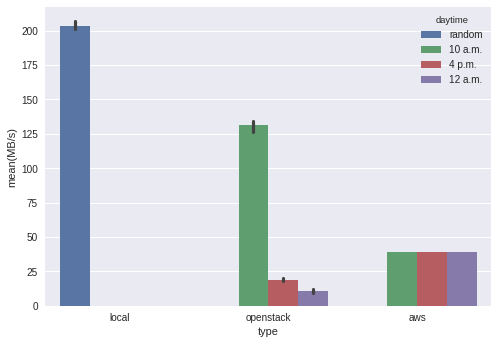 daytime
random
10 a.m.
4 p.m.
12 a.m.
mean(MB/s)
200
175
150
125
100
75
50
25
0
local
openstack
aws
type